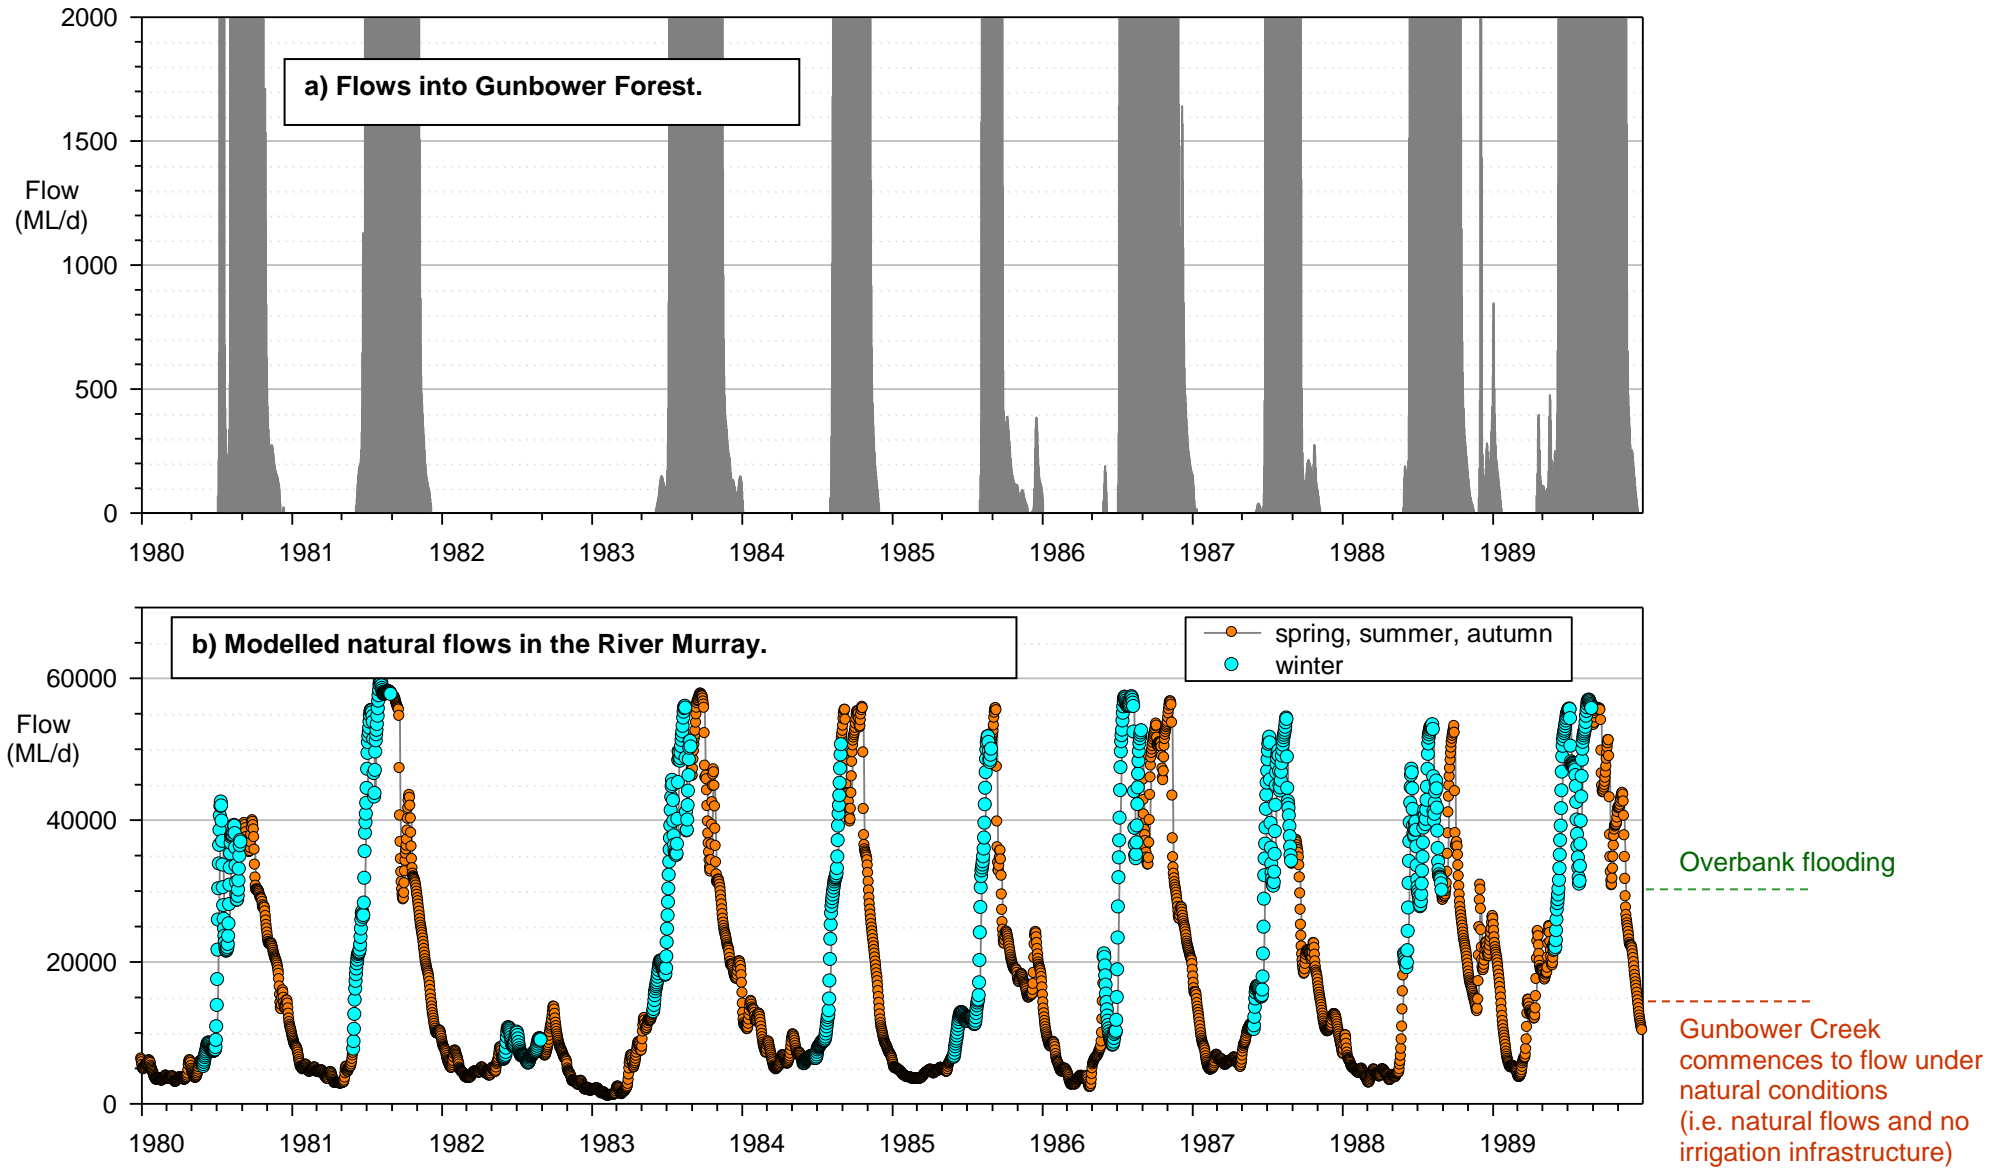 2000
a) Flows into Gunbower Forest.
1500
Flow
(ML/d)
1000
500
0
1980 1981 1982 1983 1984 1985 1986 1987 1988 1989
b) Modelled natural flows in the River Murray.
spring, summer, autumn
winter
60000
Flow
(ML/d)
40000
Overbank flooding
20000
Gunbower Creek
commences to flow under
natural conditions
(i.e. natural flows and no
irrigation infrastructure)
0
1980 1981 1982 1983 1984 1985 1986 1987 1988 1989